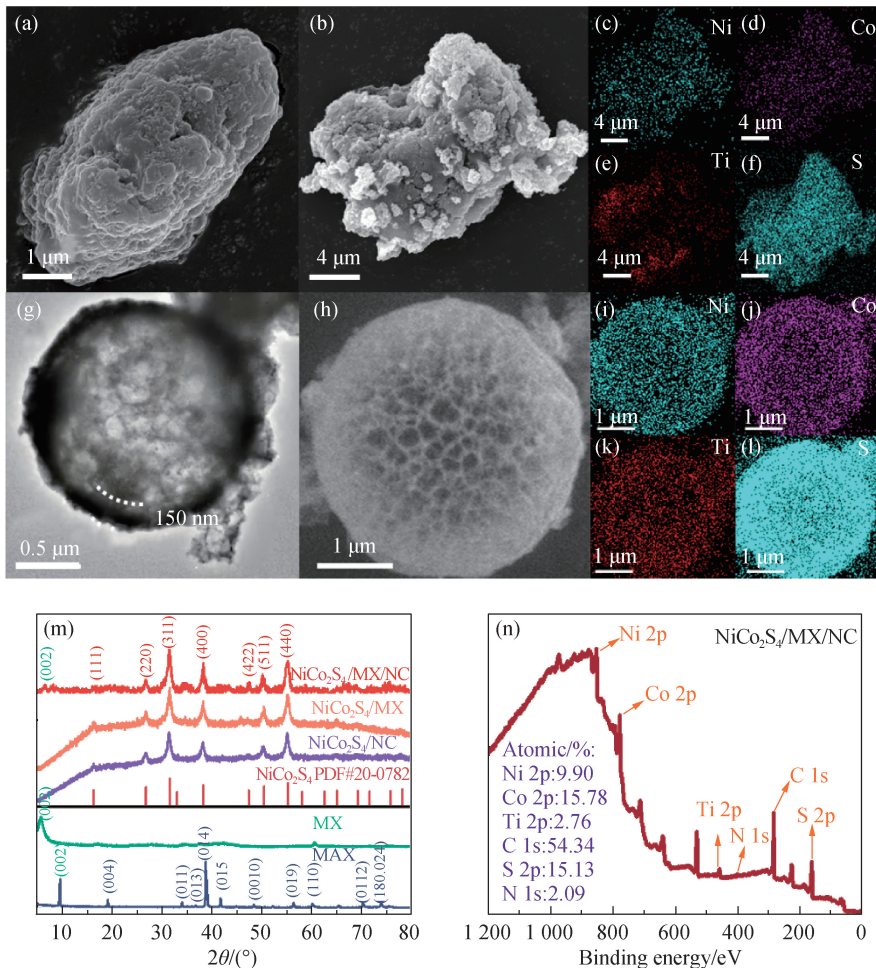 (a)
1 μm
(b)
4 μm
(c)
Ni
4 μm
(d)
Co
4 μm
(e)
Ti
4 μm
(f)
S
4 μm
(g)
150 nm
0.5 μm
(h)
1 μm
(i)
Ni
1 μm
(j)
Co
1 μm
(k)
Ti
1 μm
(l)
S
1 μm
(m)
(002)
(111)
(220)
(311)
(400)
(422)
(511)
(440)
NiCo₂S₄/MX/NC
NiCo₂S₄/MX
NiCo₂S₄/NC
NiCo₂S₄ PDF#20-0782
(002)
MX
MAX
(002
(004)
(011)
(013)
(014)
(015
(0010)
(019)
(110)
(0112)
(180.024)
10
20
30
40
50
60
70
80
2θ/(°)
(n)
NiCo₂S₄/MX/NC
Ni 2p
Co 2p
Atomic/%:
Ni 2p:9.90
Co 2p:15.78
Ti 2p:2.76
C 1s:54.34
S 2p:15.13
N 1s:2.09
Ti 2p
N 1s
C 1s
S 2p
1 200
1 000
800
600
400
200
0
Binding energy/eV